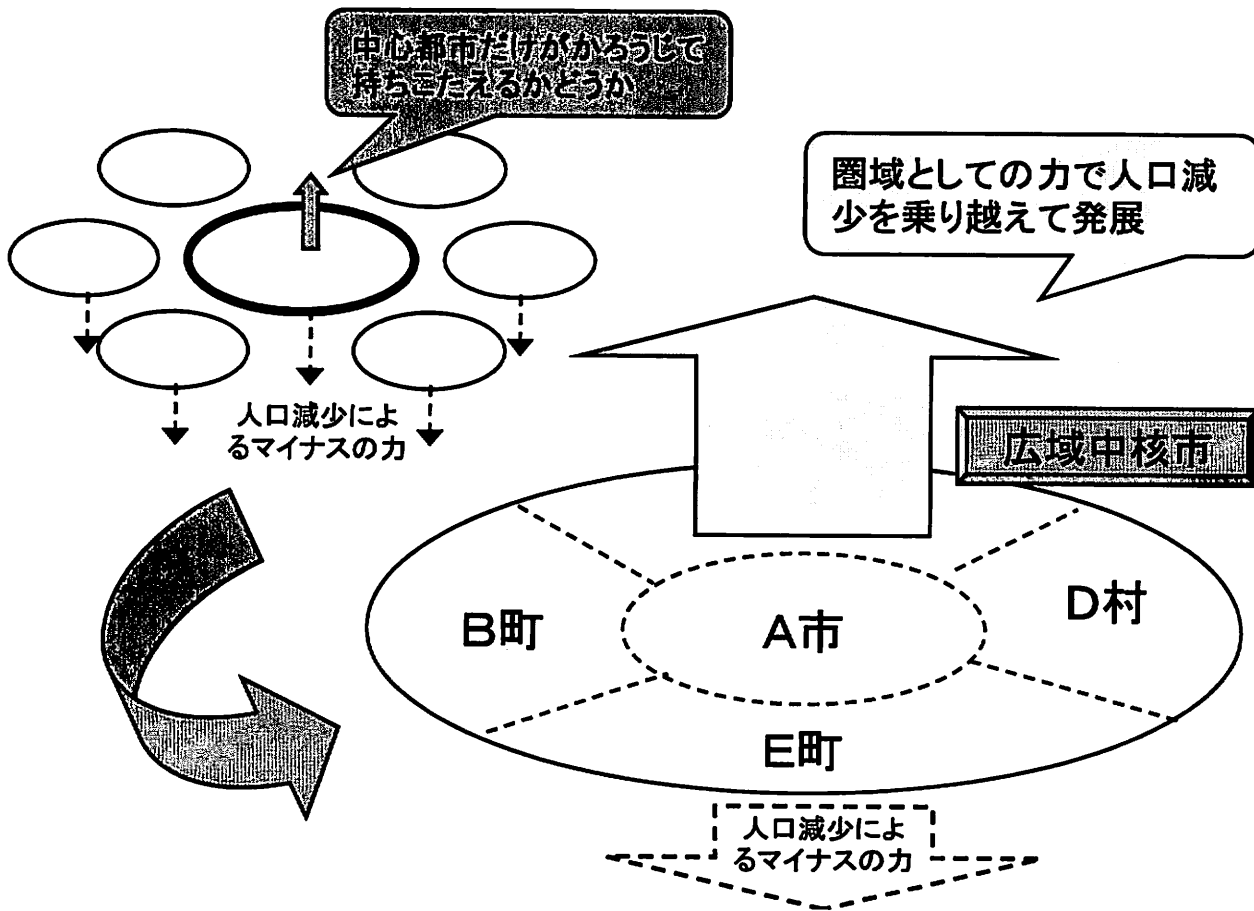 中心都市だけがかろうじて
持ちこたえるかどうか
圏域としての力で人口減
少を乗り越えて発展
人口減少によ
るマイナスの力
広域中核市
B町
A市
D村
E町
人口減少によ
るマイナスの力